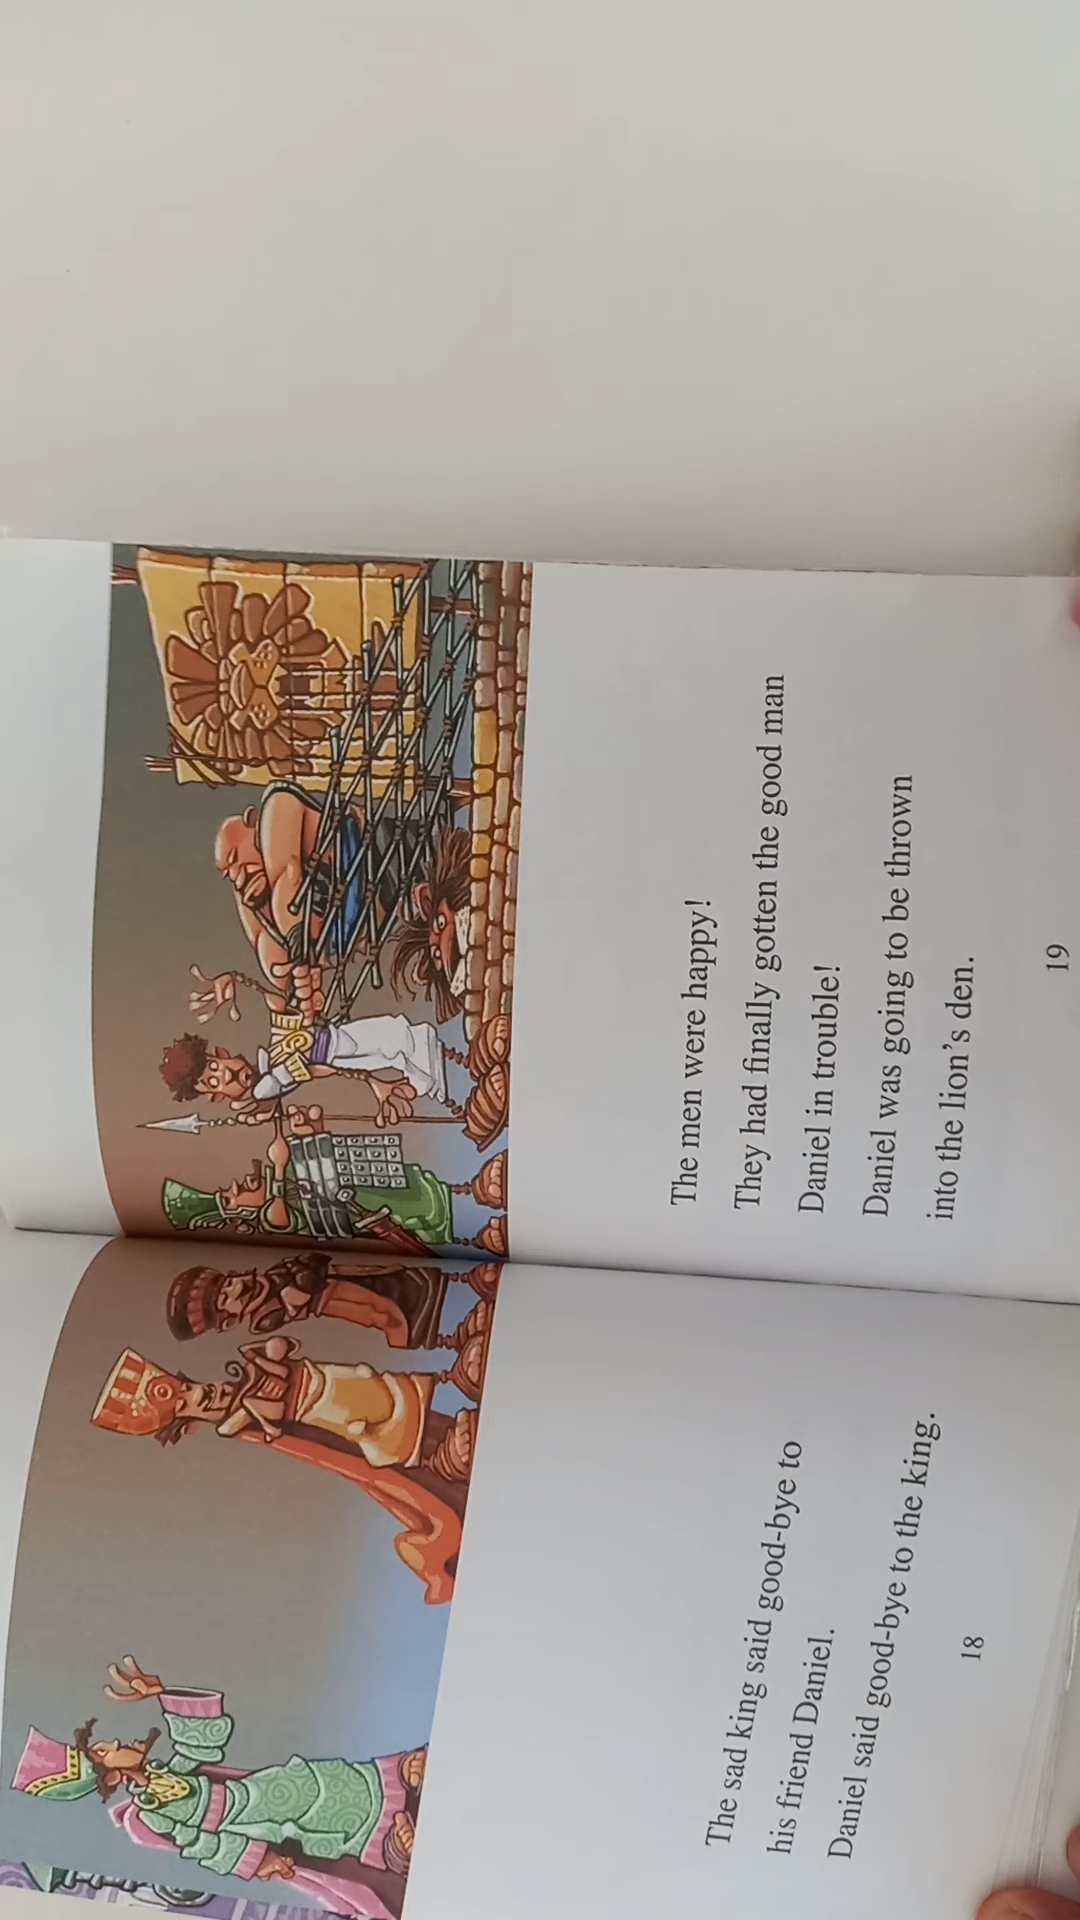 The sad king said good-bye to
his friend Daniel.
Daniel said good-bye to the king.
18
The men were happy!
They had finally gotten the good man
Daniel in trouble!
Daniel was going to be thrown
into the lion's den.
19